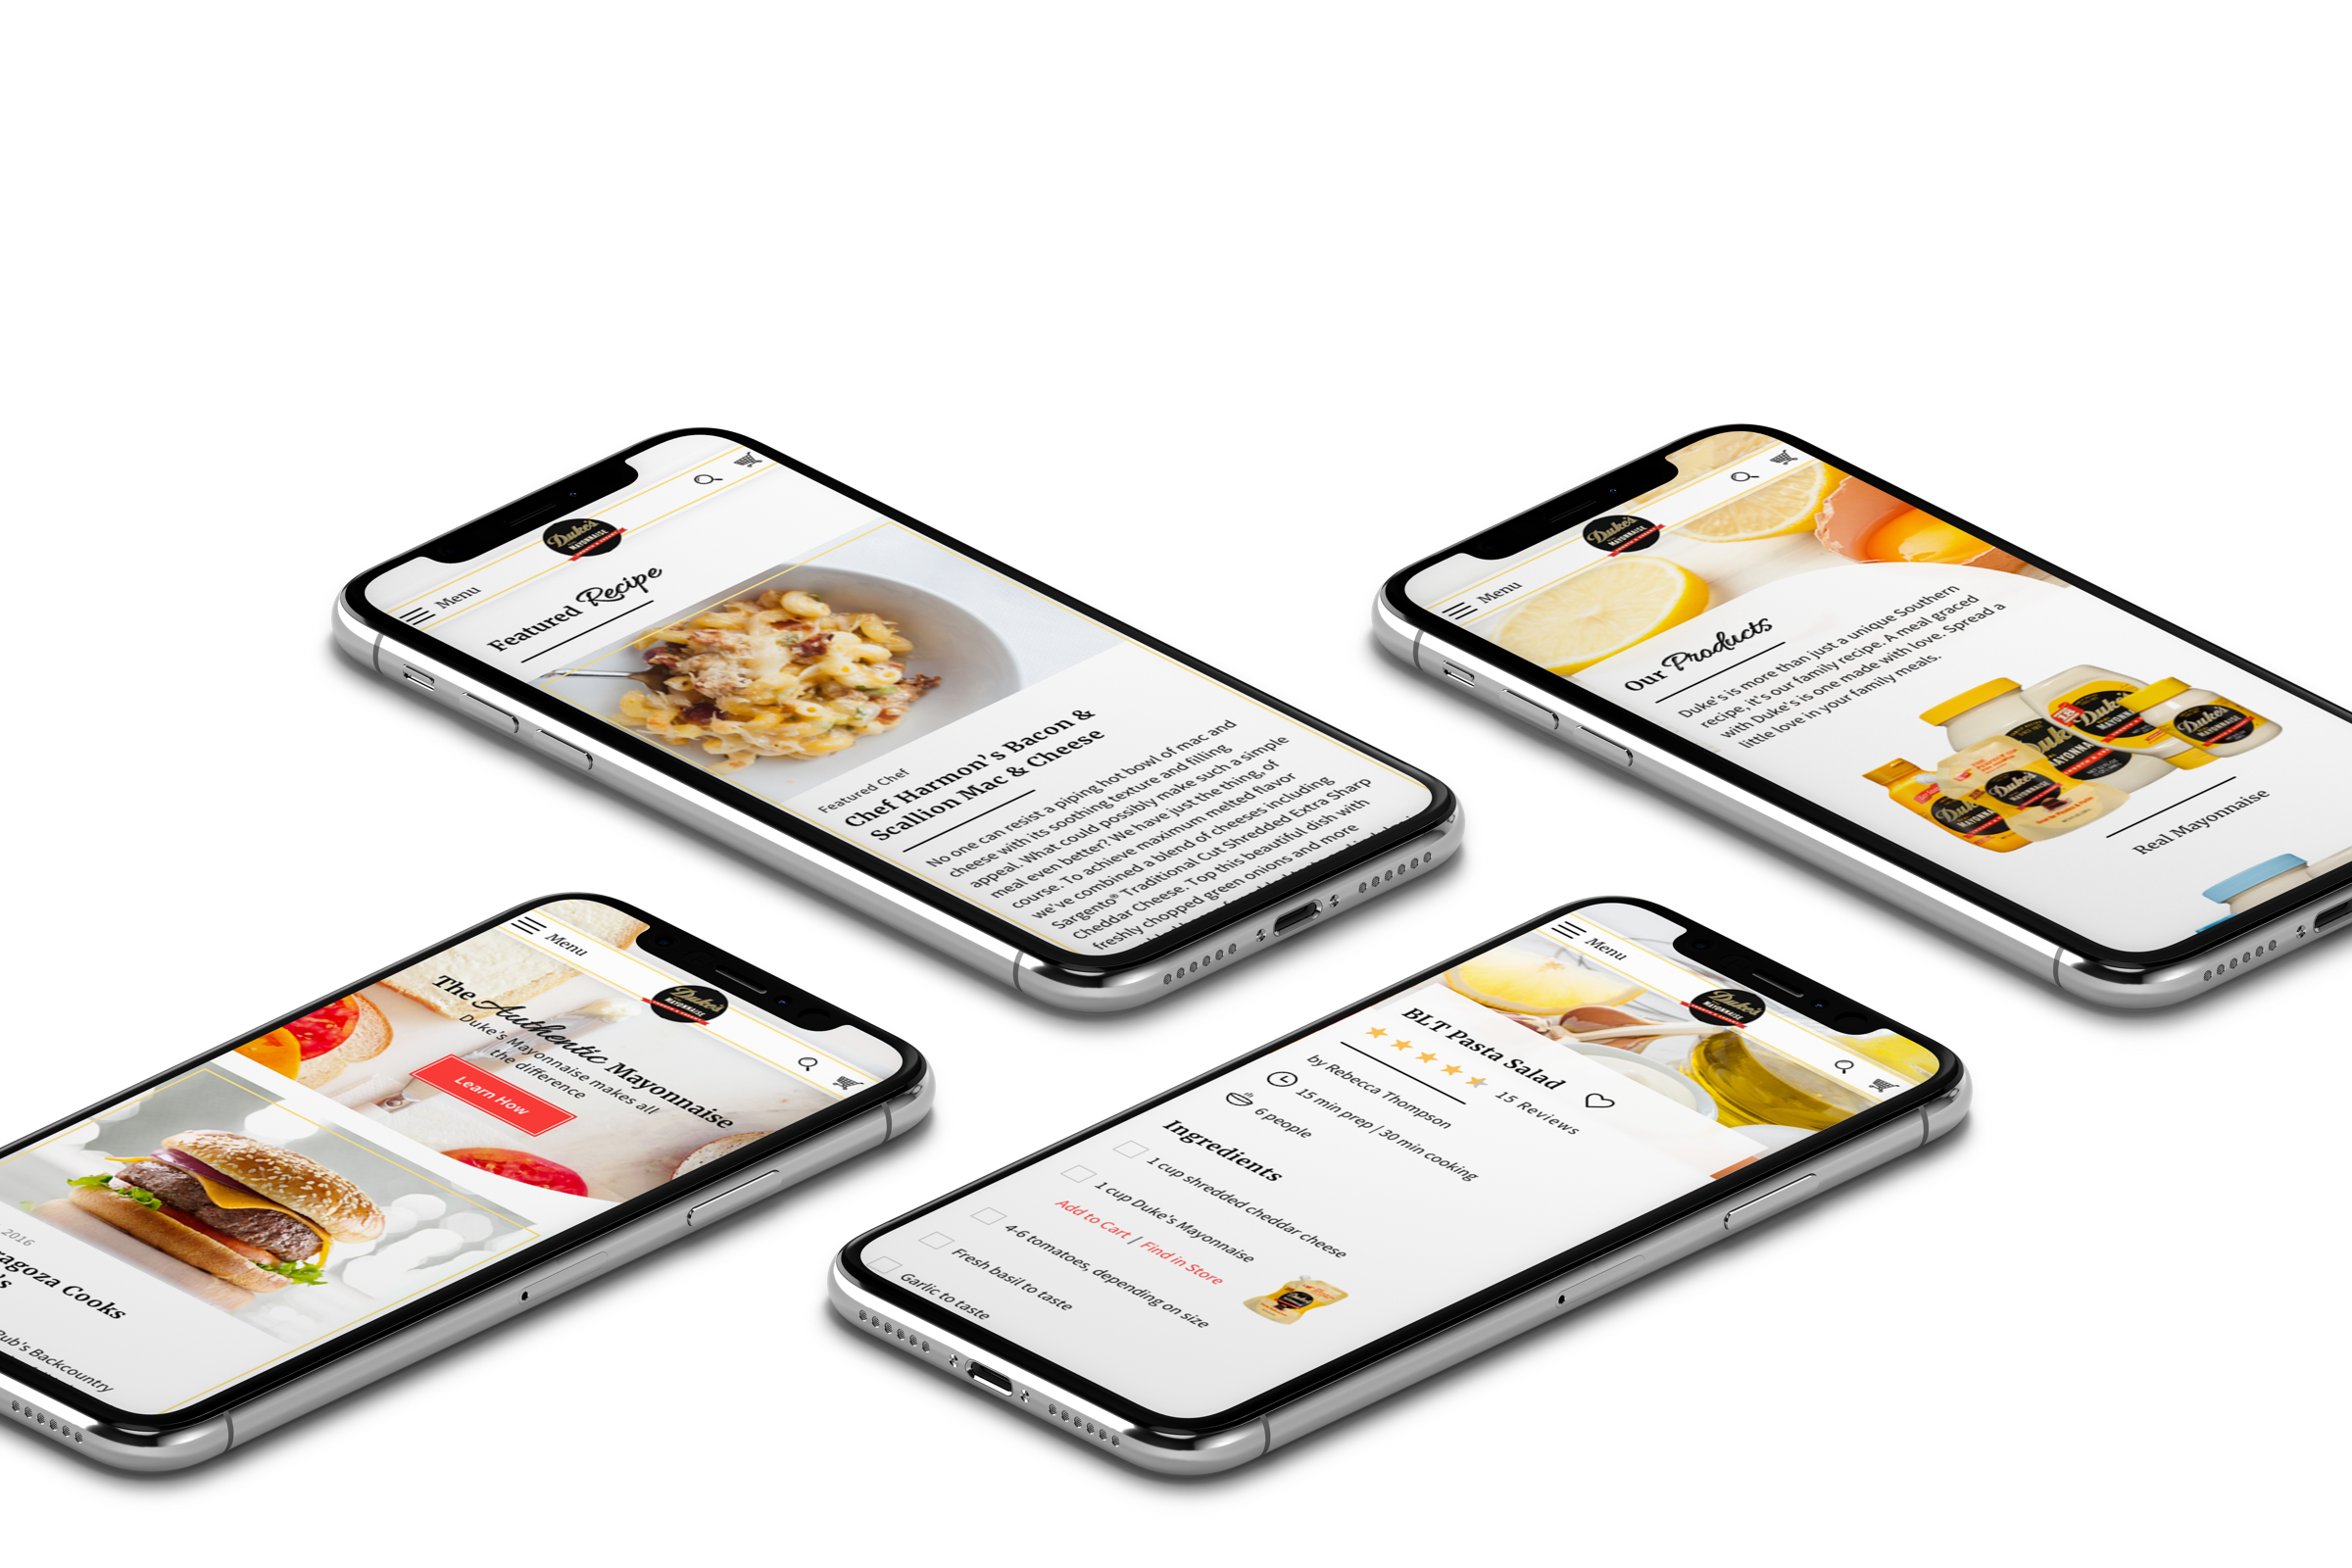 Menu
Duke's
MAYONNAISE
Featured Recipe
Featured Chef
Chef Harmon's Bacon &
Scallion Mac & Cheese
No one can resist a piping hot bowl of mac and
cheese with its soothing texture and filling
appeal. What could possibly make such a simple
meal even better? We have just the thing, of
course. To achieve maximum melted flavor
we've combined a blend of cheeses including
Sargento® Traditional Cut Shredded Extra Sharp
Cheddar Cheese. Top this beautiful dish with
freshly chopped green onions and more
Menu
Duke's
MAYONNAISE
Our Products
Duke's is more than just a unique Southern
recipe, it's our family recipe. A meal graced
with Duke's is one made with love. Spread a
little love in your family meals.
Duke's
MAYONNAISE
Real Mayonnaise
Menu
Duke's
MAYONNAISE
The Authentic Mayonnaise
Duke's Mayonnaise makes all
the difference
Learn How
2016
ragoza Cooks
's
Pub's Backcountry
Menu
Duke's
MAYONNAISE
BLT Pasta Salad
15 Reviews
by Rebecca Thompson
15 min prep | 30 min cooking
6 people
Ingredients
1 cup shredded cheddar cheese
1 cup Duke's Mayonnaise
Add to Cart | Find in Store
4-6 tomatoes, depending on size
Fresh basil to taste
Garlic to taste